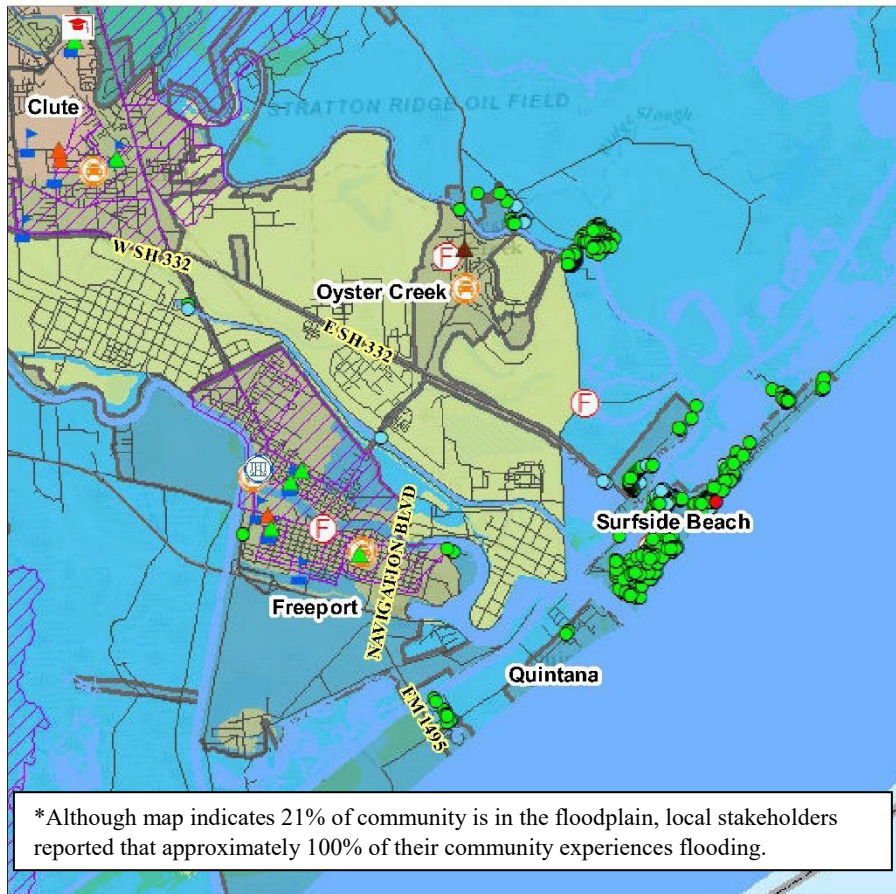 Clute
STRATTON RIDGE OIL FIELD
Slough
W SH 332
F
Oyster Creek
E SH 332
F
F
Surfside Beach
NAVIGATION BLVD
Freeport
Quintana
FM 1495
*Although map indicates 21% of community is in the floodplain, local stakeholders
reported that approximately 100% of their community experiences flooding.